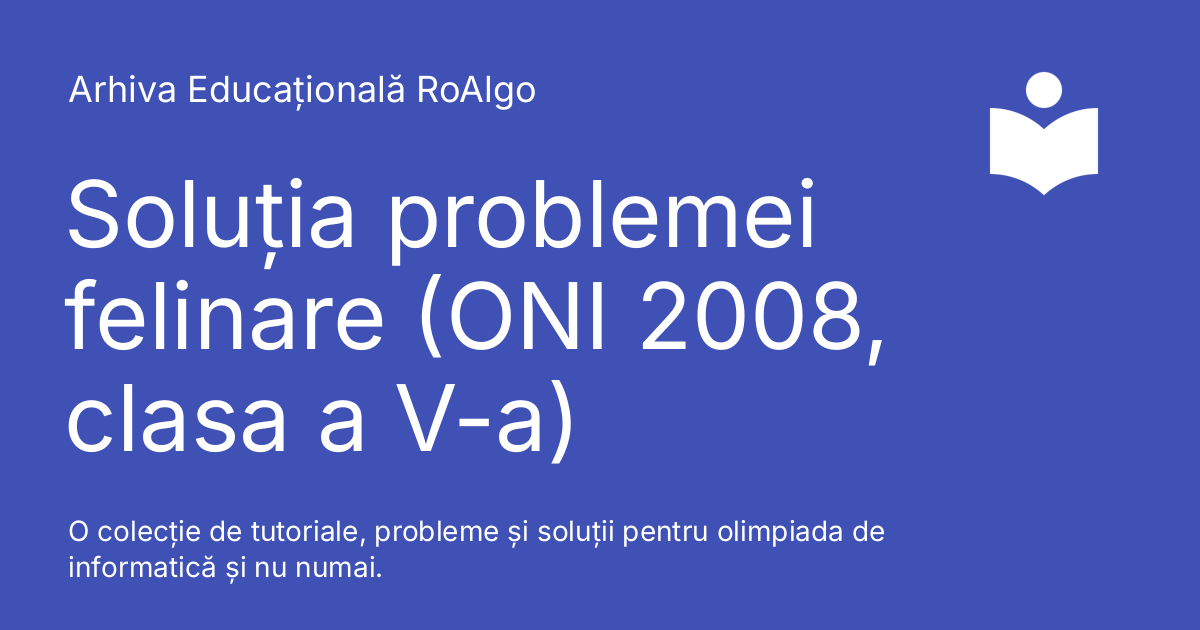 Arhiva Educațională RoAlgo
Soluția problemei
felinare (ONI 2008,
clasa a V-a)
O colecție de tutoriale, probleme și soluții pentru olimpiada de
informatică și nu numai.